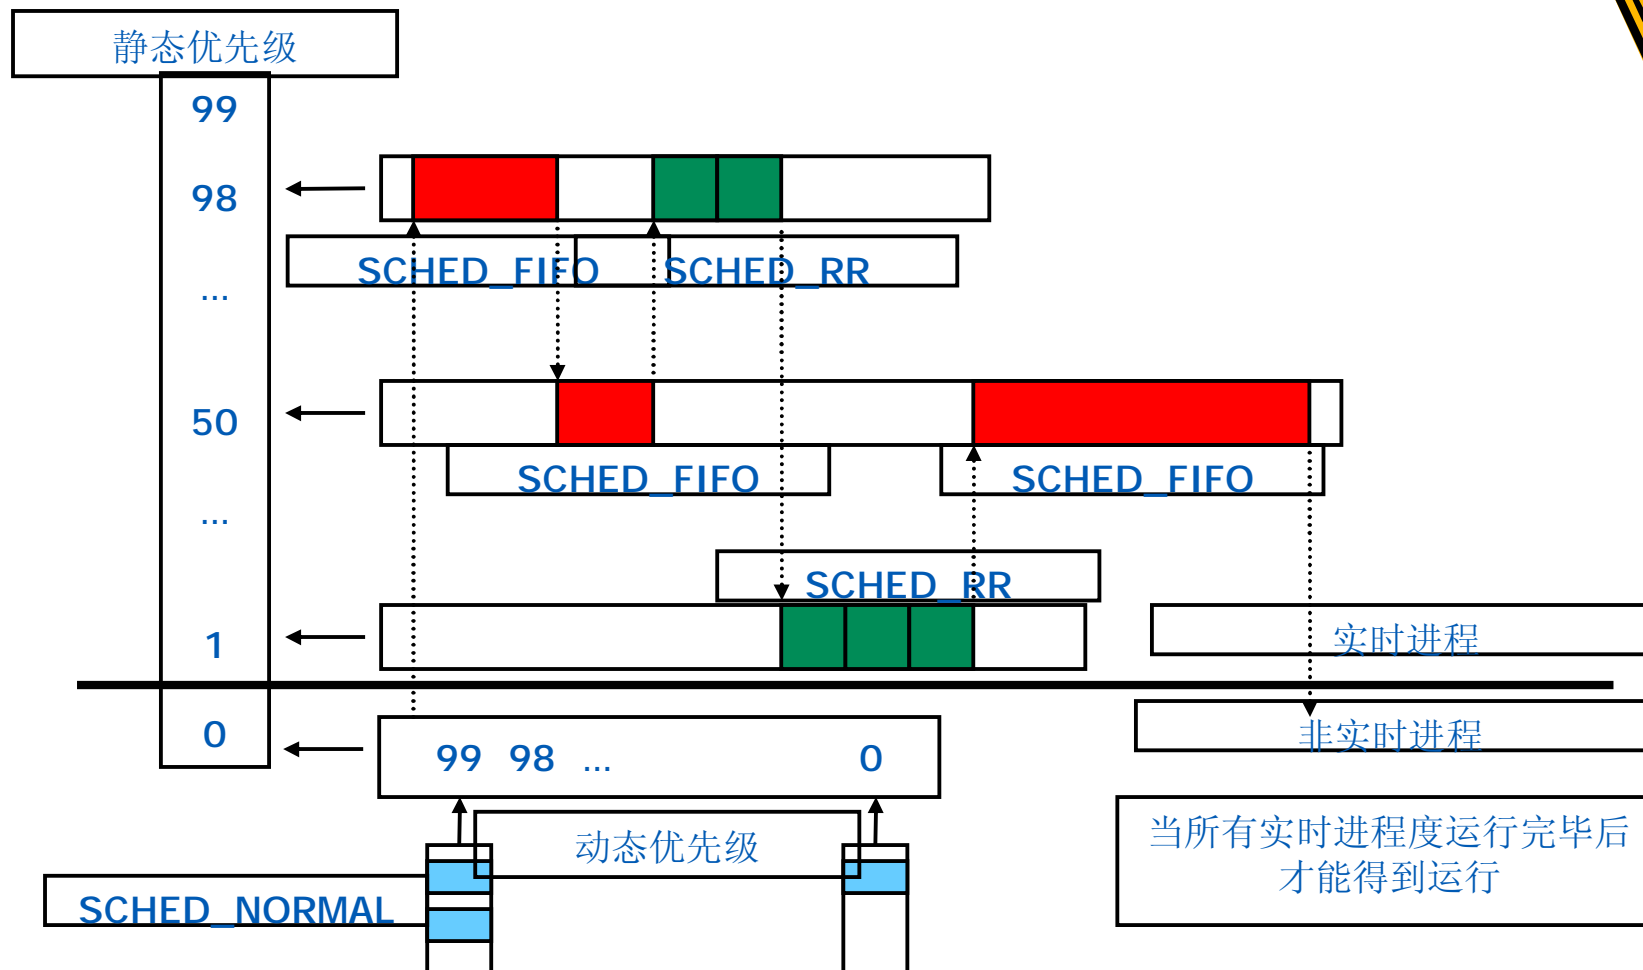 静态优先级
99
98
SCHED_FIFO
SCHED_RR
...
50
SCHED_FIFO
SCHED_FIFO
...
SCHED_RR
1
实时进程
0
99 98 ... 0
非实时进程
动态优先级
当所有实时进程度运行完毕后
才能得到运行
SCHED_NORMAL